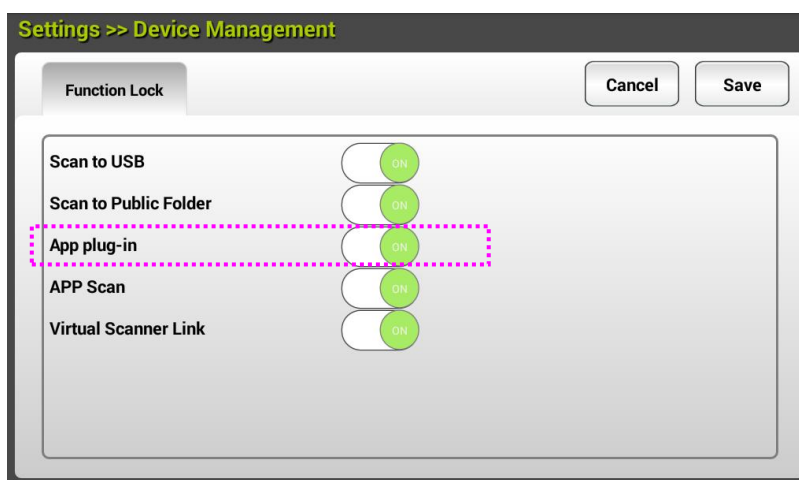 Settings >> Device Management
Function Lock
Cancel
Save
Scan to USB
ON
Scan to Public Folder
ON
App plug-in
ON
APP Scan
ON
Virtual Scanner Link
ON